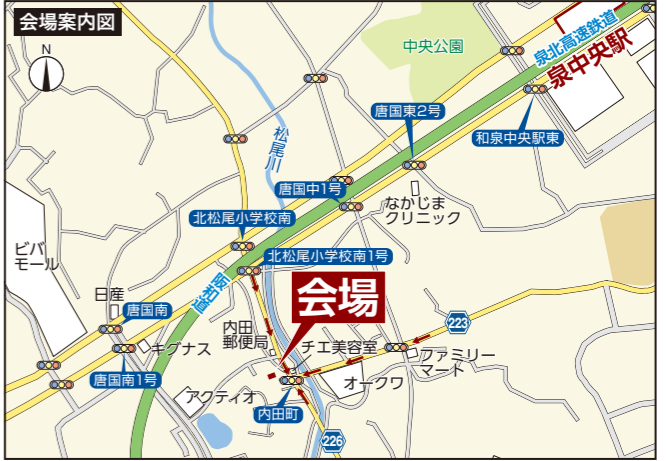 会場案内図
N
中央公園
泉北高速鉄道
泉中央駅
唐国東2号
和泉中央駅東
松尾川
唐国中1号
なかじま
クリニック
北松尾小学校南
北松尾小学校南1号
ビバ
モール
阪和道
会場
日産
唐国南
223
内田
郵便局
チエ美容室
キグナス
ファミリー
マート
唐国南1号
オークワ
アクティオ
内田町
226